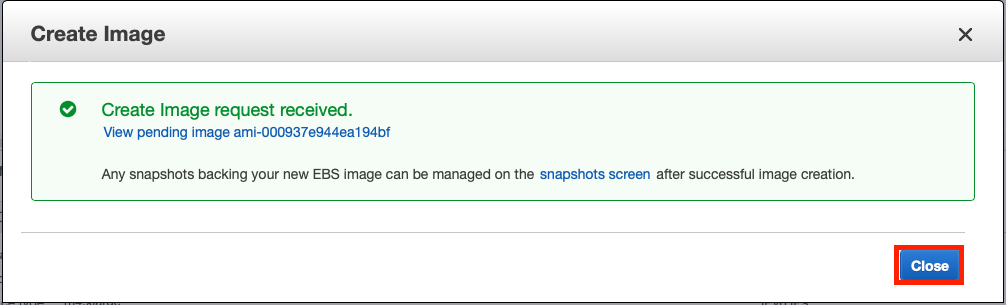 Create Image
Create Image request received.
View pending image ami-000937e944ea194bf
Any snapshots backing your new EBS image can be managed on the snapshots screen after successful image creation.
Close